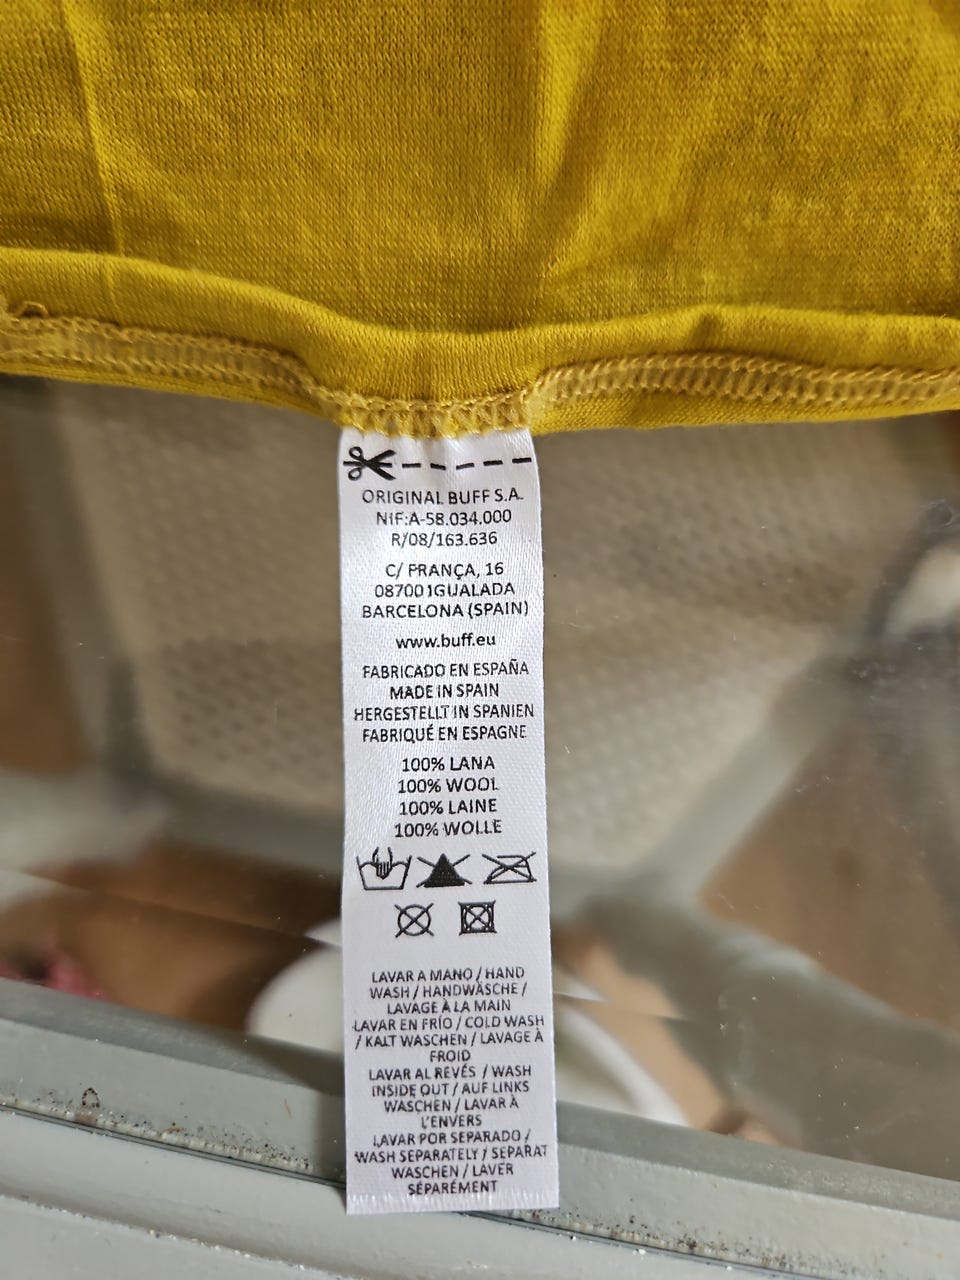 ORIGINAL BUFF S.A.
NIF:A-58.034.000
R/08/163.636
C/ FRANÇA, 16
08700 IGUALADA
BARCELONA (SPAIN)
www.buff.eu
FABRICADO EN ESPAÑA
MADE IN SPAIN
HERGESTELLT IN SPANIEN
FABRIQUÉ EN ESPAGNE
100% LANA
100% WOOL
100% LAINE
100% WOLLE
LAVAR A MANO / HAND
WASH / HANDWÄSCHE /
LAVAGE À LA MAIN
LAVAR EN FRÍO / COLD WASH
/ KALT WASCHEN / LAVAGE À
FROID
LAVAR AL REVÉS / WASH
INSIDE OUT / AUF LINKS
WASCHEN / LAVAR À
L'ENVERS
LAVAR POR SEPARADO /
WASH SEPARATELY / SEPARAT
WASCHEN / LAVER
SÉPARÉMENT